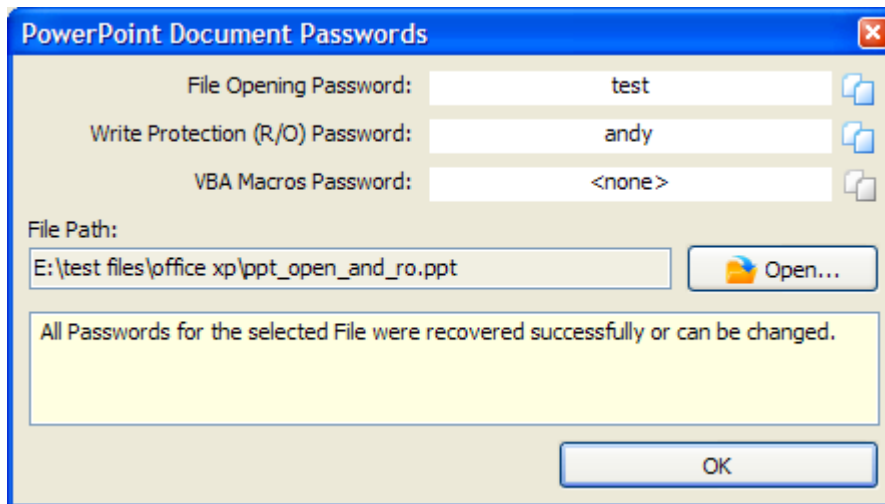 PowerPoint Document Passwords
File Opening Password: test
Write Protection (R/O) Password: andy
VBA Macros Password: <none>
File Path:
E:\test files\office xp\ppt_open_and_ro.ppt Open...
All Passwords for the selected File were recovered successfully or can be changed.
OK